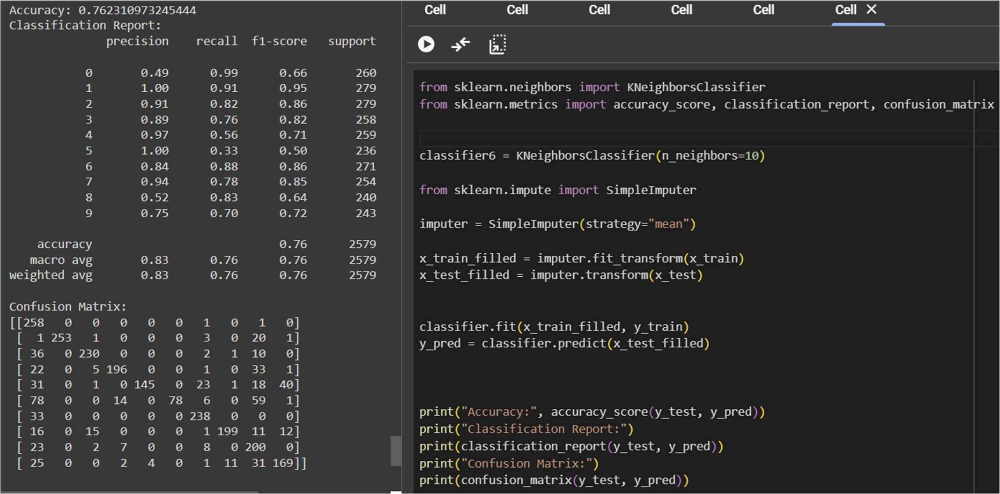 Accuracy: 0.762310973245444
Classification Report:
precision recall f1-score support
0 0.49 0.99 0.66 260
1 1.00 0.91 0.95 279
2 0.91 0.82 0.86 279
3 0.89 0.76 0.82 258
4 0.97 0.56 0.71 259
5 1.00 0.33 0.50 236
6 0.84 0.88 0.86 271
7 0.94 0.78 0.85 254
8 0.52 0.83 0.64 240
9 0.75 0.70 0.72 243
accuracy 0.76 2579
macro avg 0.83 0.76 0.76 2579
weighted avg 0.83 0.76 0.76 2579
Confusion Matrix:
[[258 0 0 0 0 0 1 0 1 0]
[ 1 253 1 0 0 0 3 0 20 1]
[ 36 0 230 0 0 0 2 1 10 0]
[ 22 0 5 196 0 0 1 0 33 1]
[ 31 0 1 0 145 0 23 1 18 40]
[ 78 0 0 14 0 78 6 0 59 1]
[ 33 0 0 0 0 0 238 0 0 0]
[ 16 0 15 0 0 0 1 199 11 12]
[ 23 0 2 7 0 0 8 0 200 0]
[ 25 0 0 2 4 0 1 11 31 169]]
Cell Cell Cell Cell Cell Cell
from sklearn.neighbors import KNeighborsClassifier
from sklearn.metrics import accuracy_score, classification_report, confusion_matrix
classifier6 = KNeighborsClassifier(n_neighbors=10)
from sklearn.impute import SimpleImputer
imputer = SimpleImputer(strategy="mean")
x_train_filled = imputer.fit_transform(x_train)
x_test_filled = imputer.transform(x_test)
classifier.fit(x_train_filled, y_train)
y_pred = classifier.predict(x_test_filled)
print("Accuracy:", accuracy_score(y_test, y_pred))
print("Classification Report:")
print(classification_report(y_test, y_pred))
print("Confusion Matrix:")
print(confusion_matrix(y_test, y_pred))